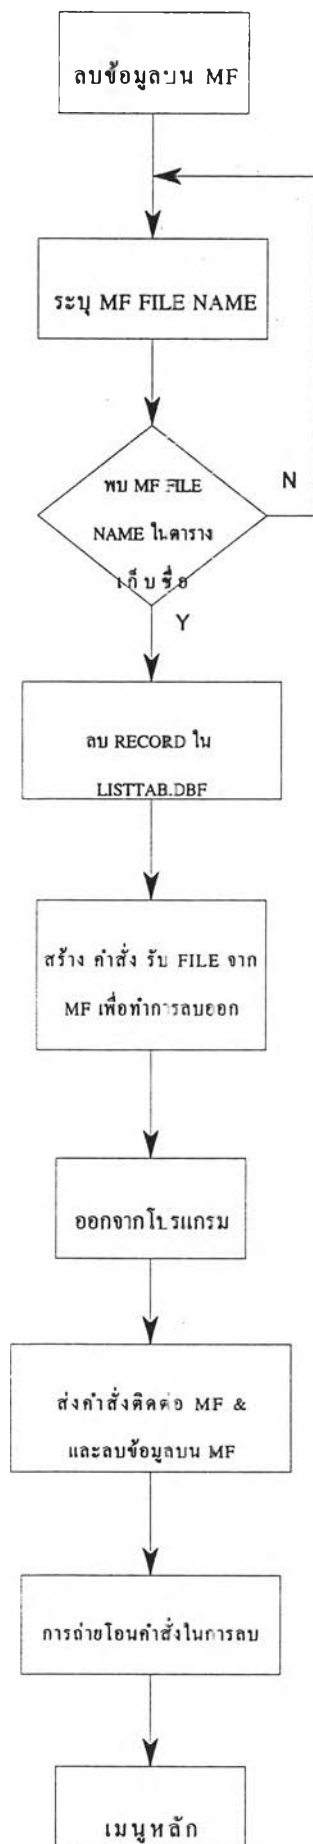 ลบข้อมูลบน MF
ระบุ MF FILE NAME
พบ MF FILE
NAME ในตาราง
เก็บชื่อ
N
Y
ลบ RECORD ใน
LISTTAB.DBF
สร้าง คำสั่ง รับ FILE จาก
MF เพื่อทำการลบออก
ออกจากโปรแกรม
ส่งคำสั่งติดต่อ MF &
และลบข้อมูลบน MF
การถ่ายโอนคำสั่งในการลบ
เมนูหลัก